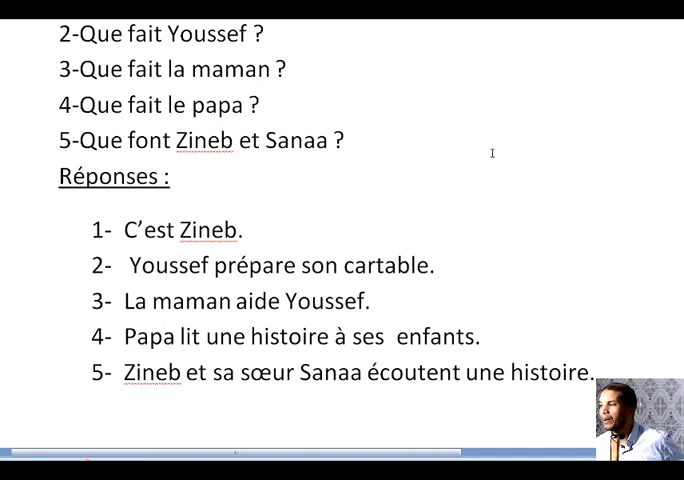 2-Que fait Youssef ?
3-Que fait la maman ?
4-Que fait le papa ?
5-Que font Zineb et Sanaa ?
Réponses :
1- C’est Zineb.
2- Youssef prépare son cartable.
3- La maman aide Youssef.
4- Papa lit une histoire à ses enfants.
5- Zineb et sa sœur Sanaa écoutent une histoire.